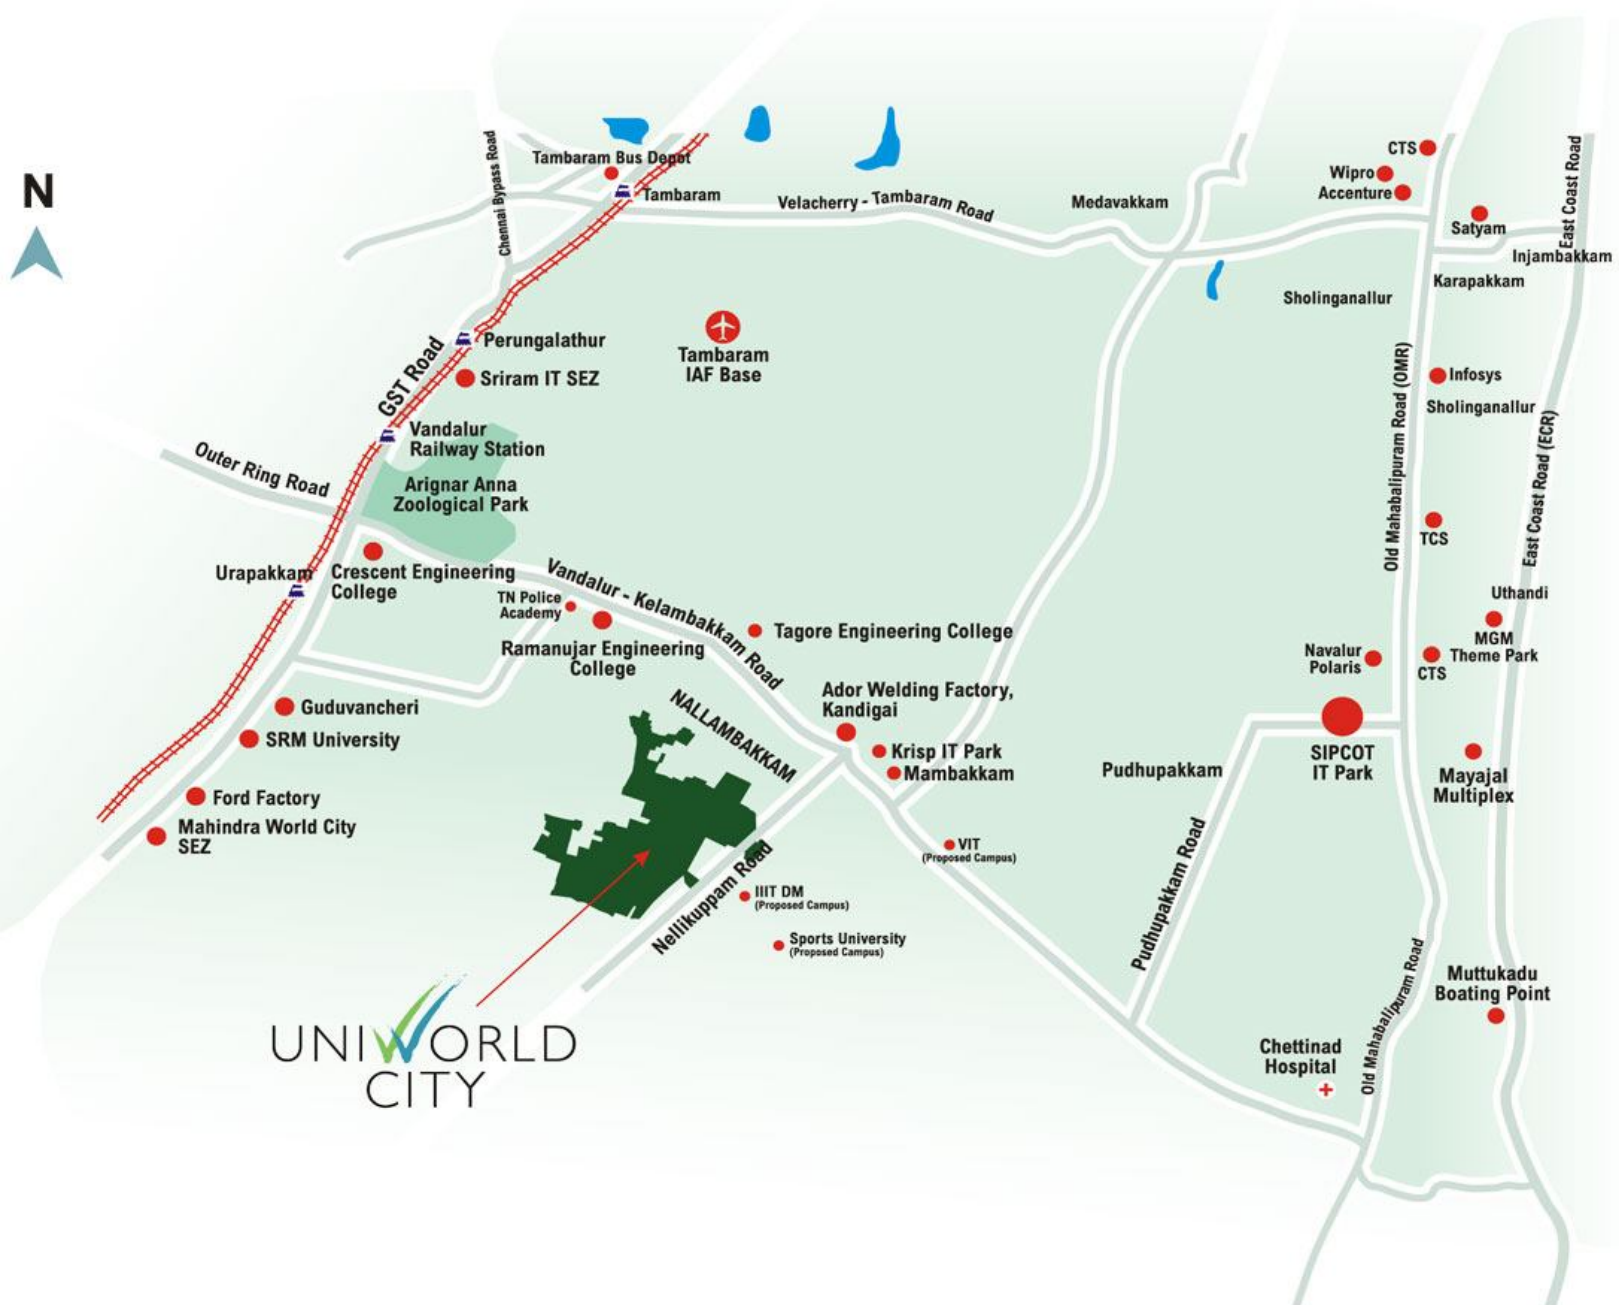 N
Chennai Bypass Road
Tambaram Bus Depot
Tambaram
Velacherry - Tambaram Road
Medavakkam
CTS
Wipro
Accenture
Satyam
East Coast Road
Injambakkam
Karapakkam
Sholinganallur
GST Road
Perungalathur
Sriram IT SEZ
Tambaram
IAF Base
Old Mahabalipuram Road (OMR)
Infosys
Sholinganallur
East Coast Road (ECR)
Vandalur
Railway Station
Outer Ring Road
Arignar Anna
Zoological Park
TCS
Urapakkam
Crescent Engineering
College
Vandalur - Kelambakkam Road
TN Police
Academy
Ramanujar Engineering
College
Tagore Engineering College
Uthandi
MGM
Theme Park
Navalur
Polaris
CTS
Guduvancheri
SRM University
NALLAMBAKKAM
Ador Welding Factory,
Kandigai
Krisp IT Park
Mambakkam
Pudhupakkam
SIPCOT
IT Park
Mayajal
Multiplex
Ford Factory
Mahindra World City
SEZ
VIT
(Proposed Campus)
Pudhupakkam Road
Nellikuppam Road
IIIT DM
(Proposed Campus)
Sports University
(Proposed Campus)
Old Mahabalipuram Road
Muttukadu
Boating Point
UNIWORLD
CITY
Chettinad
Hospital